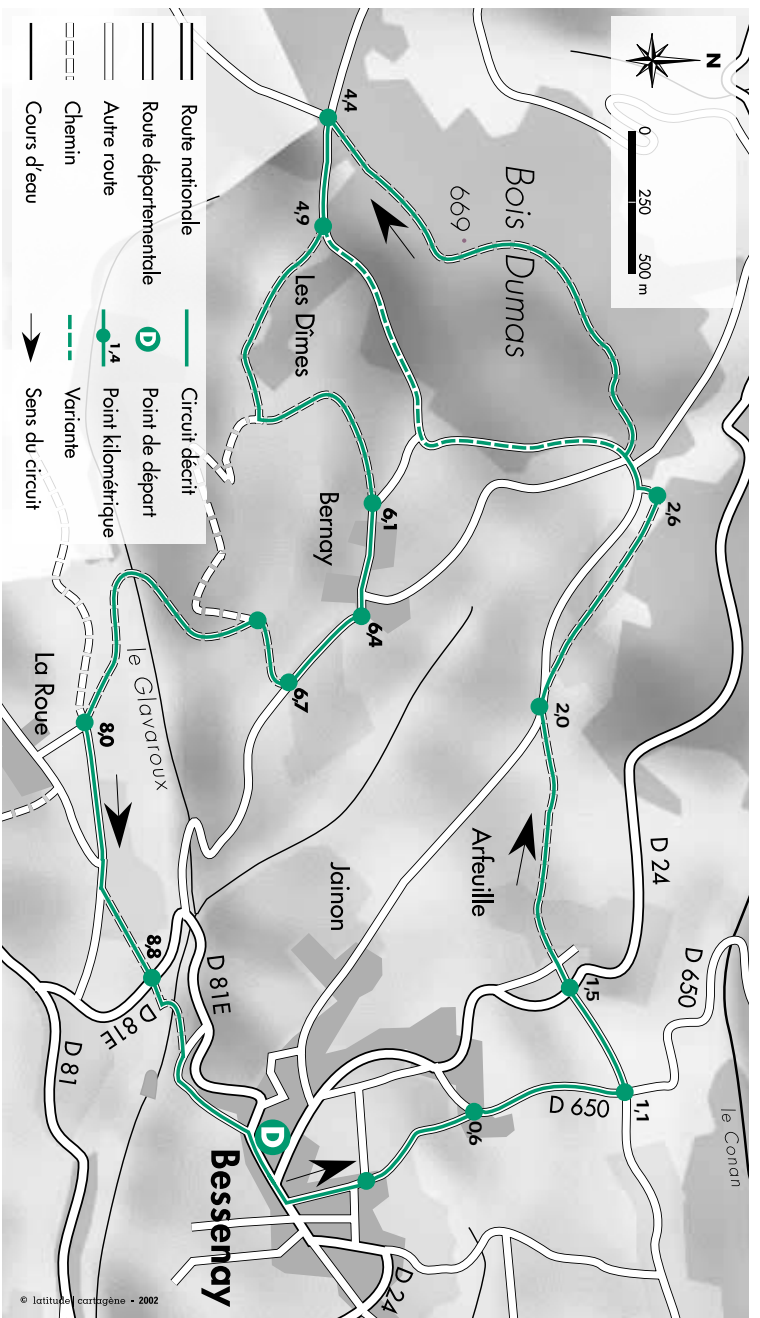 N
0 250 500 m
Bois Dumas
669
4,4
4,9
Les Dîmes
Bernay
6,1
6,4
6,7
2,6
2,0
Arfeuille
D 24
D 650
1,5
1,1
D 650
le Conan
0,6
Jainon
le Glavaroux
La Roue
8,0
8,8
D 81E
D 81E
D 81
D
Bessenay
D 24
Route nationale
Route départementale
Autre route
Chemin
Cours d'eau
Circuit décrit
D Point de départ
1,4 Point kilométrique
Variante
Sens du circuit
© latitude | cartagène - 2002